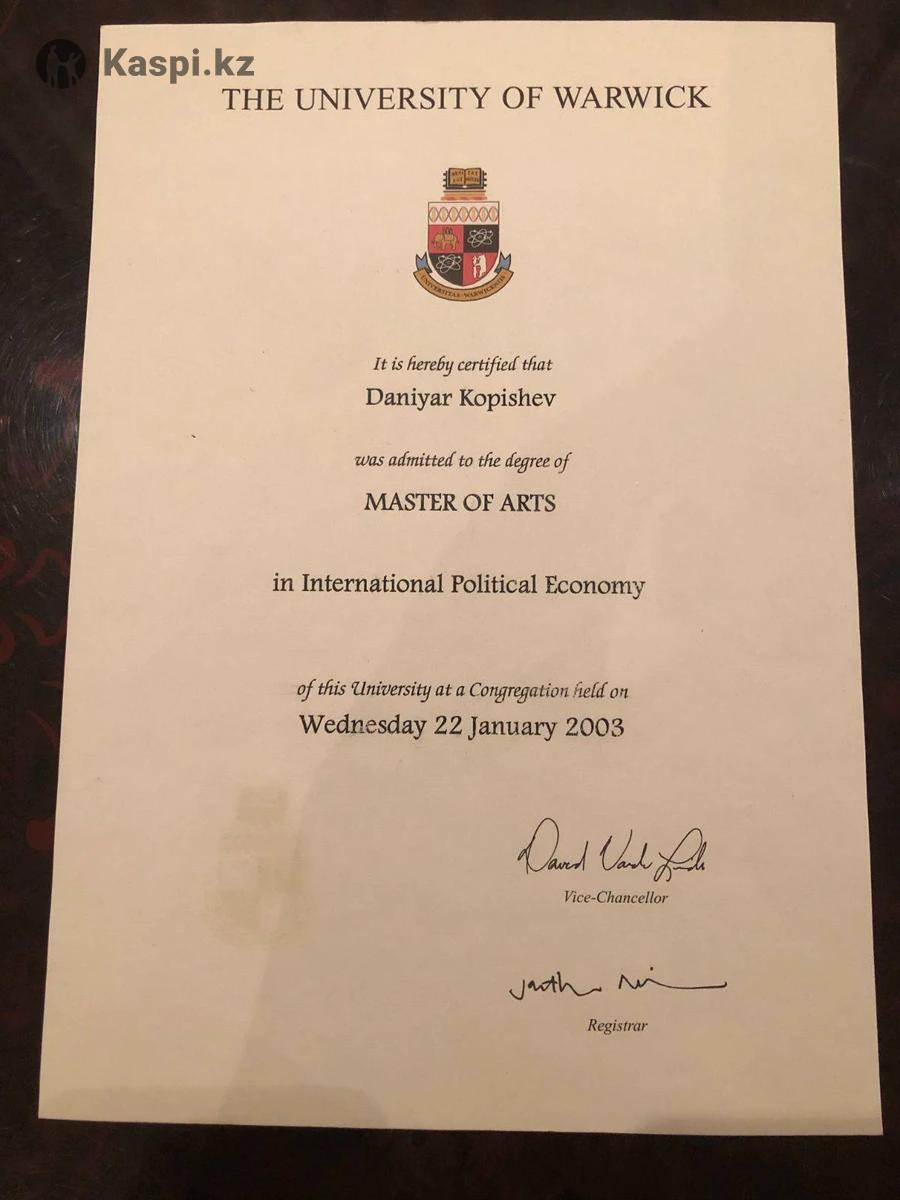 Kaspi.kz
THE UNIVERSITY OF WARWICK
UNIVERSITAS WARWICENSIS
It is hereby certified that
Daniyar Kopishev
was admitted to the degree of
MASTER OF ARTS
in International Political Economy
of this University at a Congregation held on
Wednesday 22 January 2003
Vice-Chancellor
Registrar